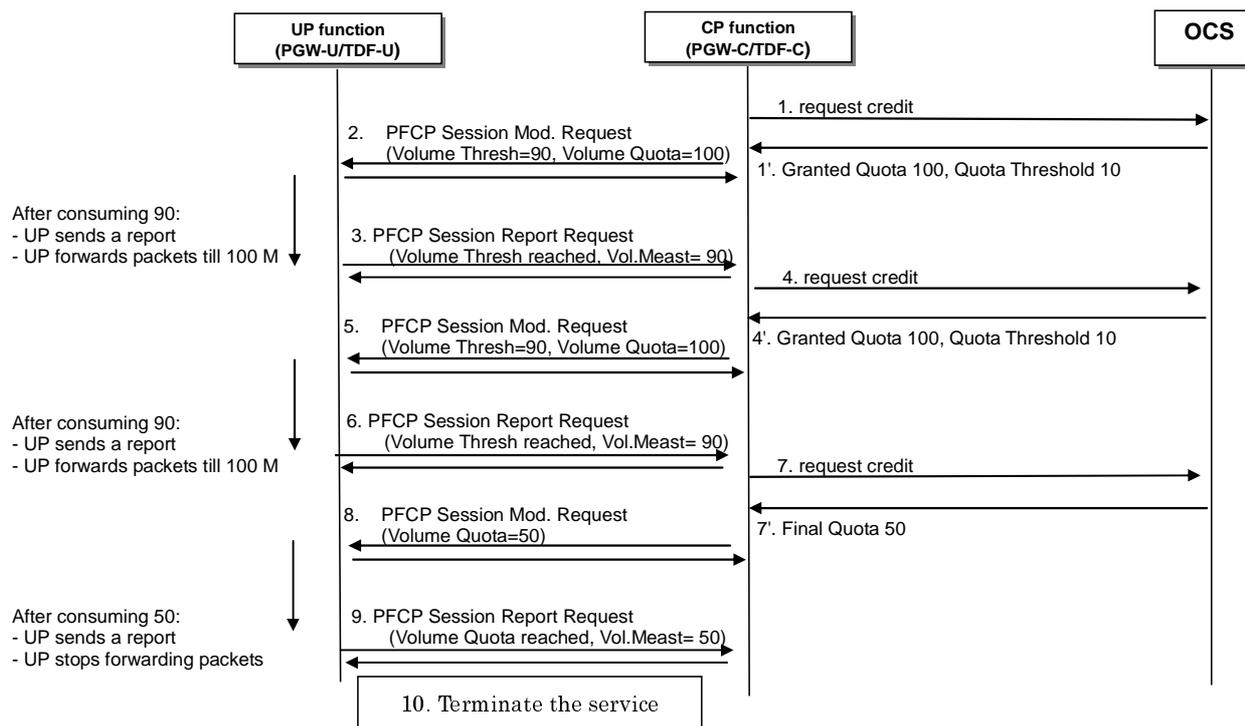 UP function
(PGW-U/TDF-U)
CP function
(PGW-C/TDF-C)
OCS
1. request credit
2. PFCP Session Mod. Request
(Volume Thresh=90, Volume Quota=100)
1'. Granted Quota 100, Quota Threshold 10
After consuming 90:
- UP sends a report
- UP forwards packets till 100 M
3. PFCP Session Report Request
(Volume Thresh reached, Vol.Meast= 90)
4. request credit
5. PFCP Session Mod. Request
(Volume Thresh=90, Volume Quota=100)
4'. Granted Quota 100, Quota Threshold 10
After consuming 90:
- UP sends a report
- UP forwards packets till 100 M
6. PFCP Session Report Request
(Volume Thresh reached, Vol.Meast= 90)
7. request credit
8. PFCP Session Mod. Request
(Volume Quota=50)
7'. Final Quota 50
After consuming 50:
- UP sends a report
- UP stops forwarding packets
9. PFCP Session Report Request
(Volume Quota reached, Vol.Meast= 50)
10. Terminate the service